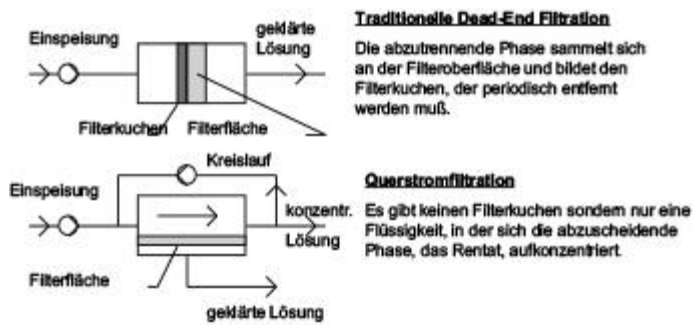 Traditionelle Dead-End Filtration
Einspeisung
geklärte
Lösung
Die abzutrennende Phase sammelt sich
an der Filteroberfläche und bildet den
Filterkuchen, der periodisch entfernt
werden muß.
Filterkuchen
Filterfläche
Kreislauf
Querstromfiltration
Einspeisung
konzentr.
Lösung
Es gibt keinen Filterkuchen sondern nur eine
Flüssigkeit, in der sich die abzuscheidende
Phase, das Rentat, aufkonzentriert.
Filterfläche
geklärte Lösung